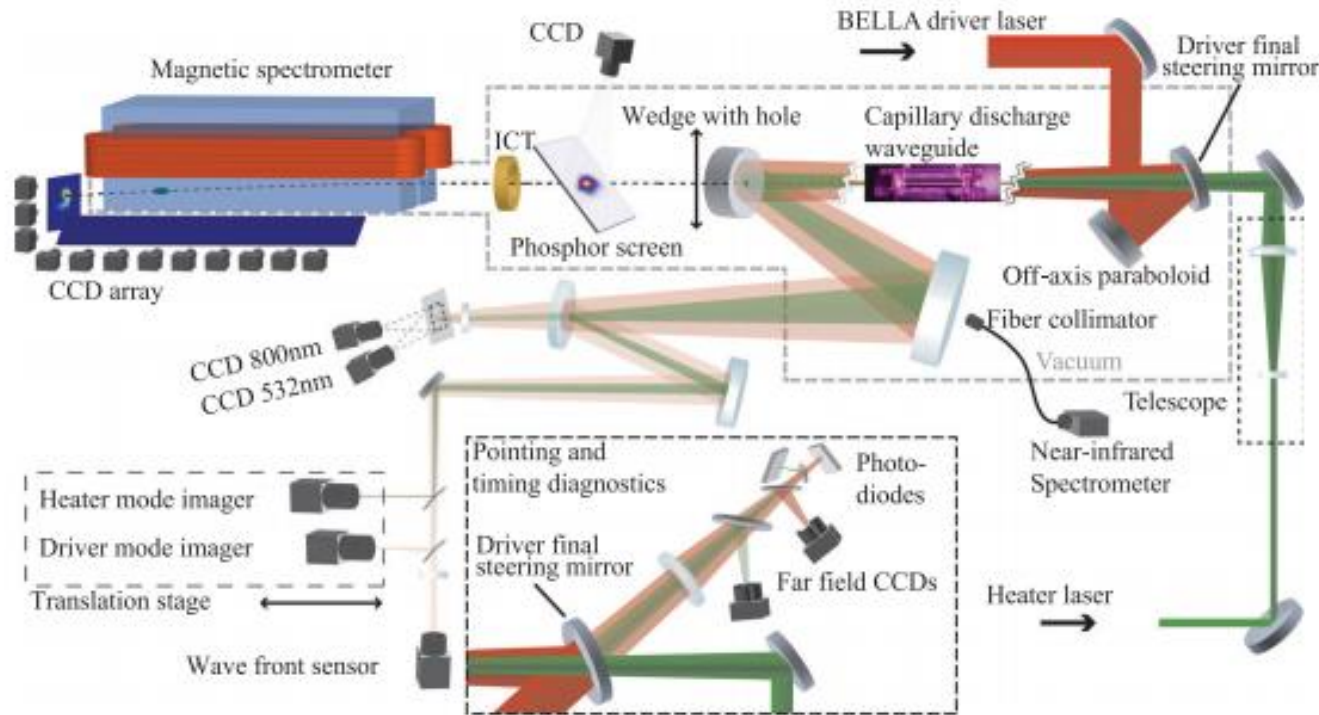 CCD
BELLA driver laser
Driver final
steering mirror
Magnetic spectrometer
Wedge with hole
Capillary discharge
waveguide
ICT
Phosphor screen
Off-axis paraboloid
CCD array
Fiber collimator
CCD 800nm
CCD 532nm
Vacuum
Telescope
Near-infrared
Spectrometer
Pointing and
timing diagnostics
Photo-
diodes
Heater mode imager
Driver mode imager
Driver final
steering mirror
Far field CCDs
Translation stage
Heater laser
Wave front sensor